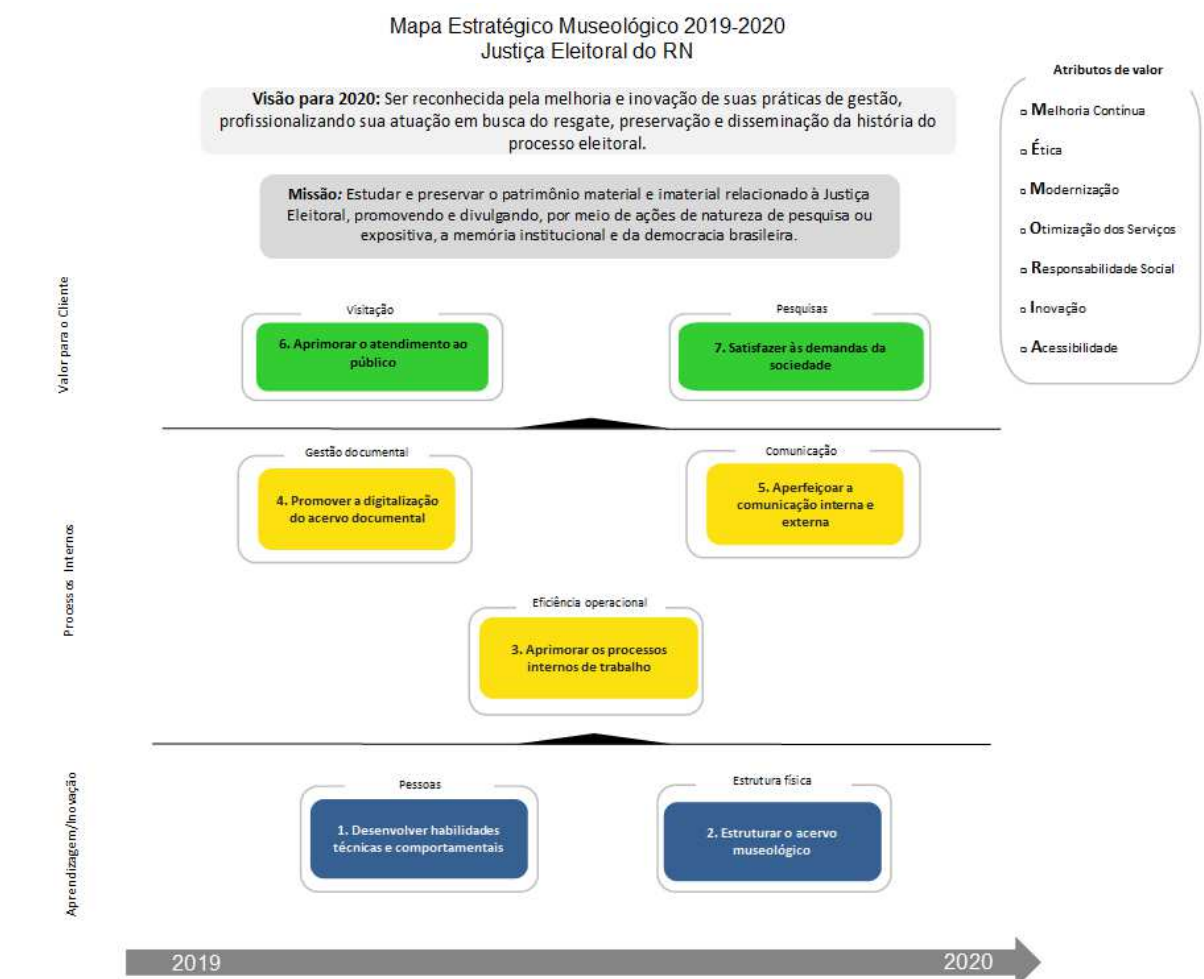 Mapa Estratégico Museológico 2019-2020
Justiça Eleitoral do RN
Visão para 2020: Ser reconhecida pela melhoria e inovação de suas práticas de gestão,
profissionalizando sua atuação em busca do resgate, preservação e disseminação da história do
processo eleitoral.
Missão: Estudar e preservar o patrimônio material e imaterial relacionado à Justiça
Eleitoral, promovendo e divulgando, por meio de ações de natureza de pesquisa ou
expositiva, a memória institucional e da democracia brasileira.
Atributos de valor
Melhoria Contínua
Ética
Modernização
Otimização dos Serviços
Responsabilidade Social
Inovação
Acessibilidade
Valor para o Cliente
Visitação
6. Aprimorar o atendimento ao
público
Pesquisas
7. Satisfazer às demandas da
sociedade
Processos Internos
Gestão documental
4. Promover a digitalização
do acervo documental
Comunicação
5. Aperfeiçoar a
comunicação interna e
externa
Eficiência operacional
3. Aprimorar os processos
internos de trabalho
Aprendizagem/Inovação
Pessoas
1. Desenvolver habilidades
técnicas e comportamentais
Estrutura física
2. Estruturar o acervo
museológico
2019
2020